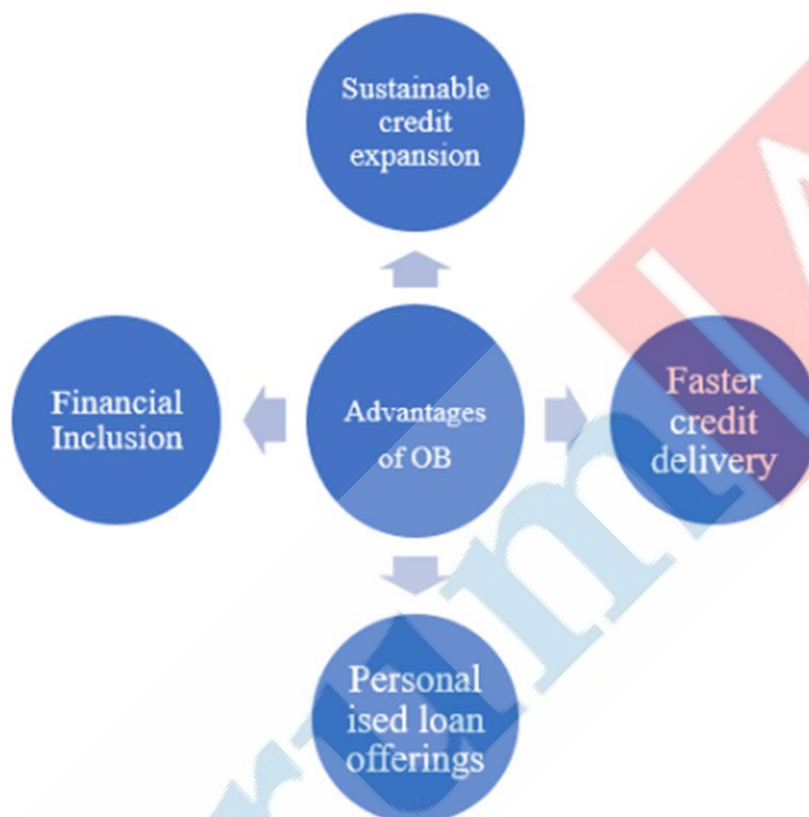 Sustainable
credit
expansion
Financial
Inclusion
Advantages
of OB
Faster
credit
delivery
Personal
ised loan
offerings